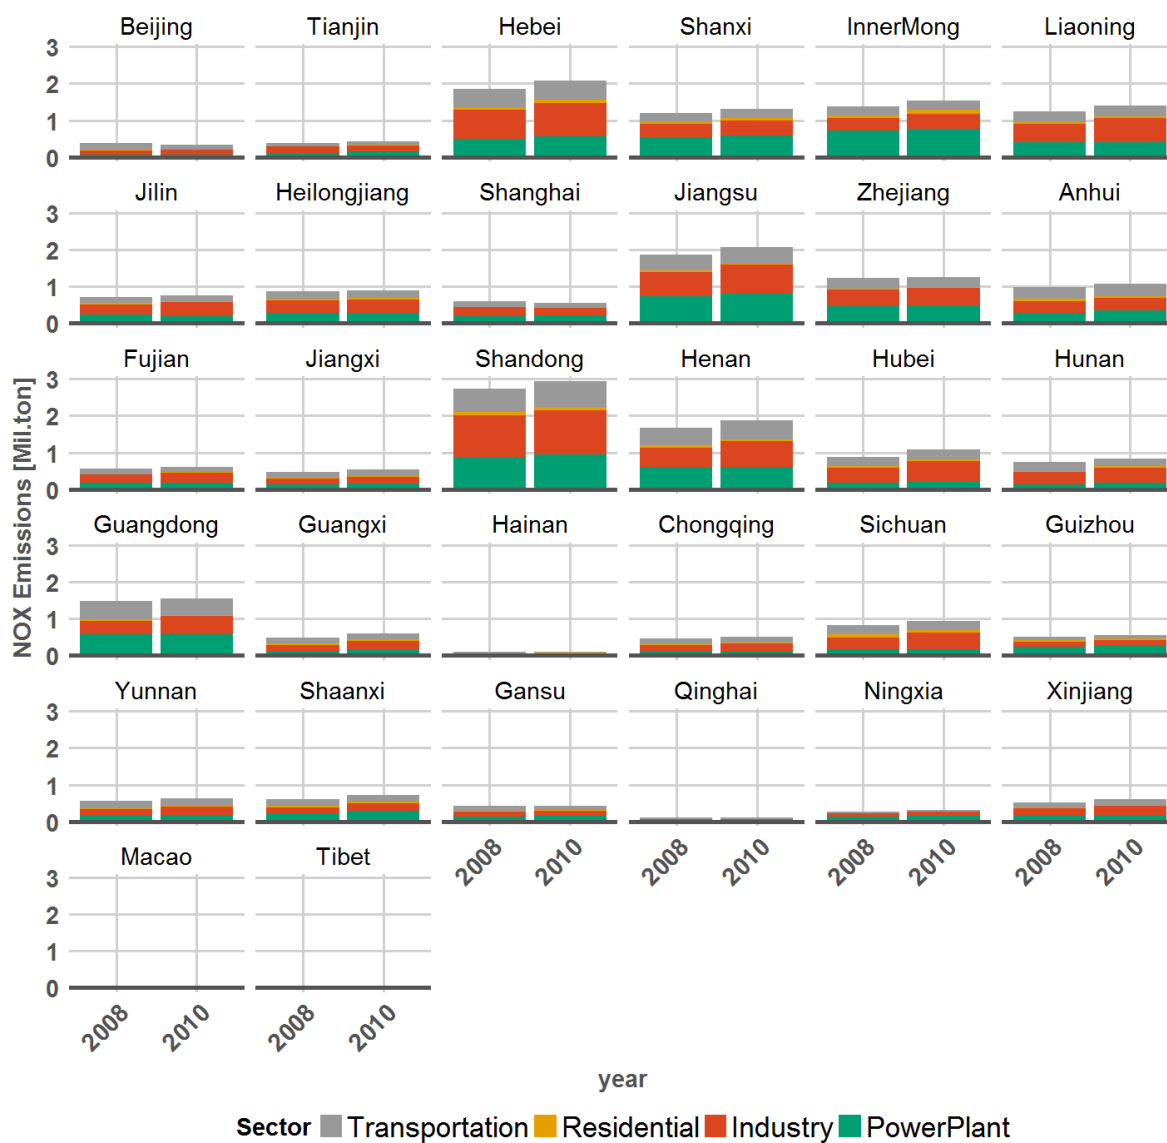 Beijing Tianjin Hebei Shanxi InnerMong Liaoning
3
2
1
0
Jilin Heilongjiang Shanghai Jiangsu Zhejiang Anhui
3
2
1
0
Fujian Jiangxi Shandong Henan Hubei Hunan
3
2
1
0
NOX Emissions [Mil.ton]
Guangdong Guangxi Hainan Chongqing Sichuan Guizhou
3
2
1
0
Yunnan Shaanxi Gansu Qinghai Ningxia Xinjiang
3
2
1
0
2008 2010 2008 2010 2008 2010 2008 2010
Macao Tibet
3
2
1
0
2008 2010 2008 2010
year
Sector Transportation Residential Industry PowerPlant